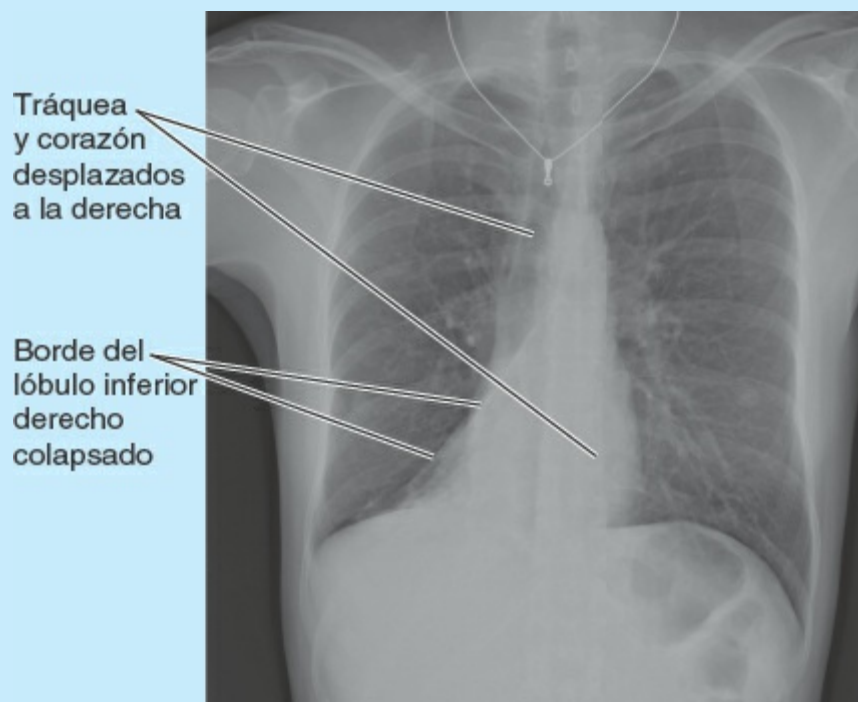 Tráquea
y corazón
desplazados
a la derecha
Borde del
lóbulo inferior
derecho
colapsado